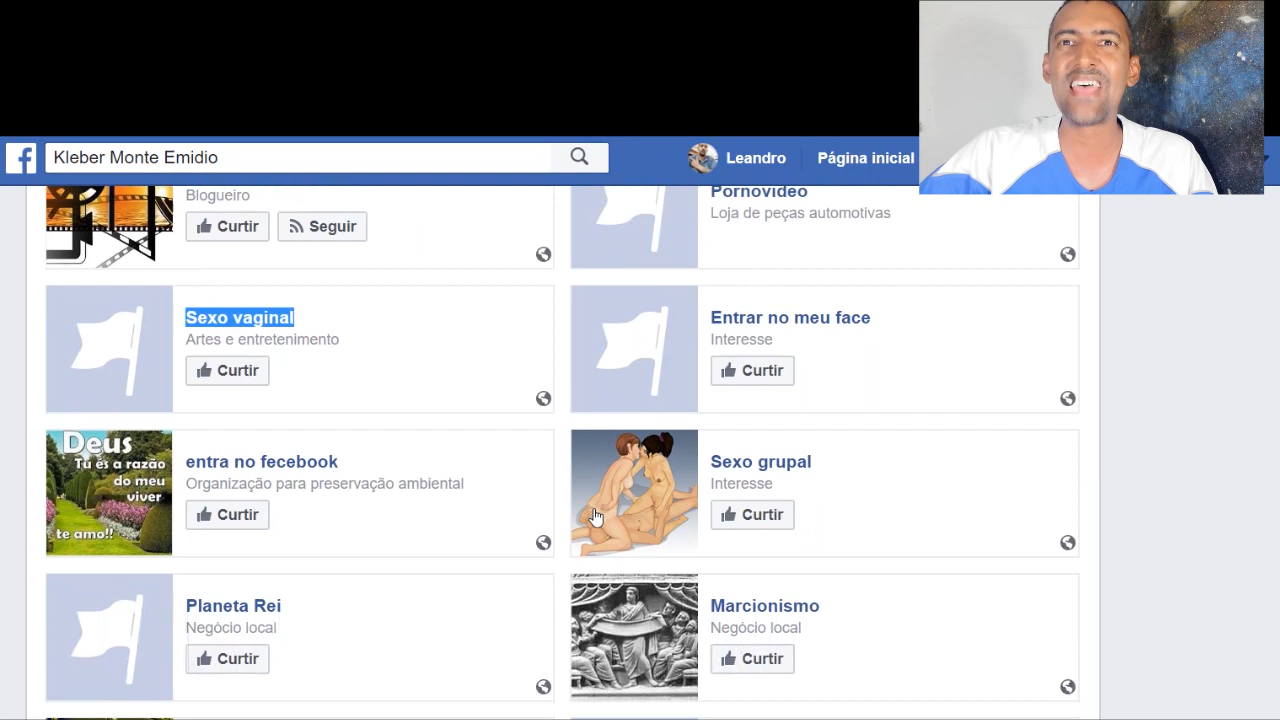 Kleber Monte Emidio
Leandro
Página inicial
Blogueiro
Curtir
Seguir
Pornovideo
Loja de peças automotivas
Sexo vaginal
Artes e entretenimento
Curtir
Entrar no meu face
Interesse
Curtir
Deus
Tu és a razão
do meu
viver
te amo!!
entra no fecebook
Organização para preservação ambiental
Curtir
Sexo grupal
Interesse
Curtir
Planeta Rei
Negócio local
Curtir
Marcionismo
Negócio local
Curtir